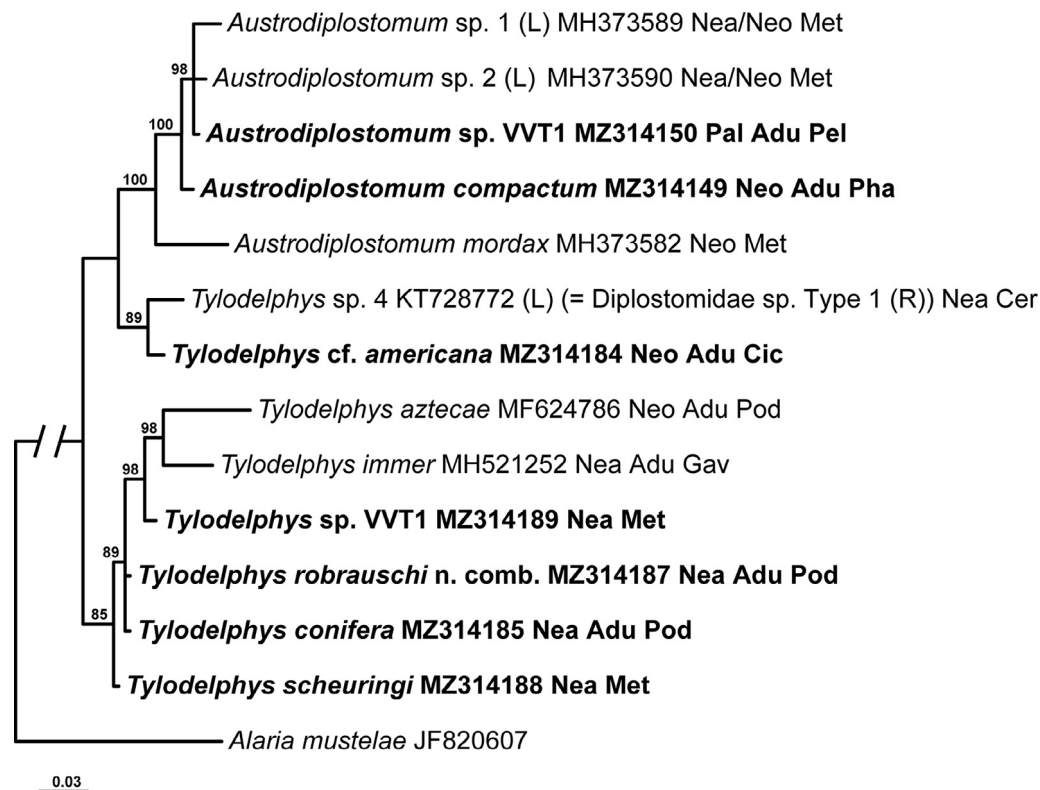 Austrodiplostomum sp. 1 (L) MH373589 Nea/Neo Met
98
Austrodiplostomum sp. 2 (L) MH373590 Nea/Neo Met
100
Austrodiplostomum sp. VVT1 MZ314150 Pal Adu Pel
100
Austrodiplostomum compactum MZ314149 Neo Adu Pha
Austrodiplostomum mordax MH373582 Neo Met
Tylodelphys sp. 4 KT728772 (L) (= Diplostomidae sp. Type 1 (R)) Nea Cer
89
Tylodelphys cf. americana MZ314184 Neo Adu Cic
Tylodelphys aztecae MF624786 Neo Adu Pod
98
Tylodelphys immer MH521252 Nea Adu Gav
98
Tylodelphys sp. VVT1 MZ314189 Nea Met
89
Tylodelphys robrauschi n. comb. MZ314187 Nea Adu Pod
85
Tylodelphys conifera MZ314185 Nea Adu Pod
Tylodelphys scheuringi MZ314188 Nea Met
Alaria mustelae JF820607
0.03